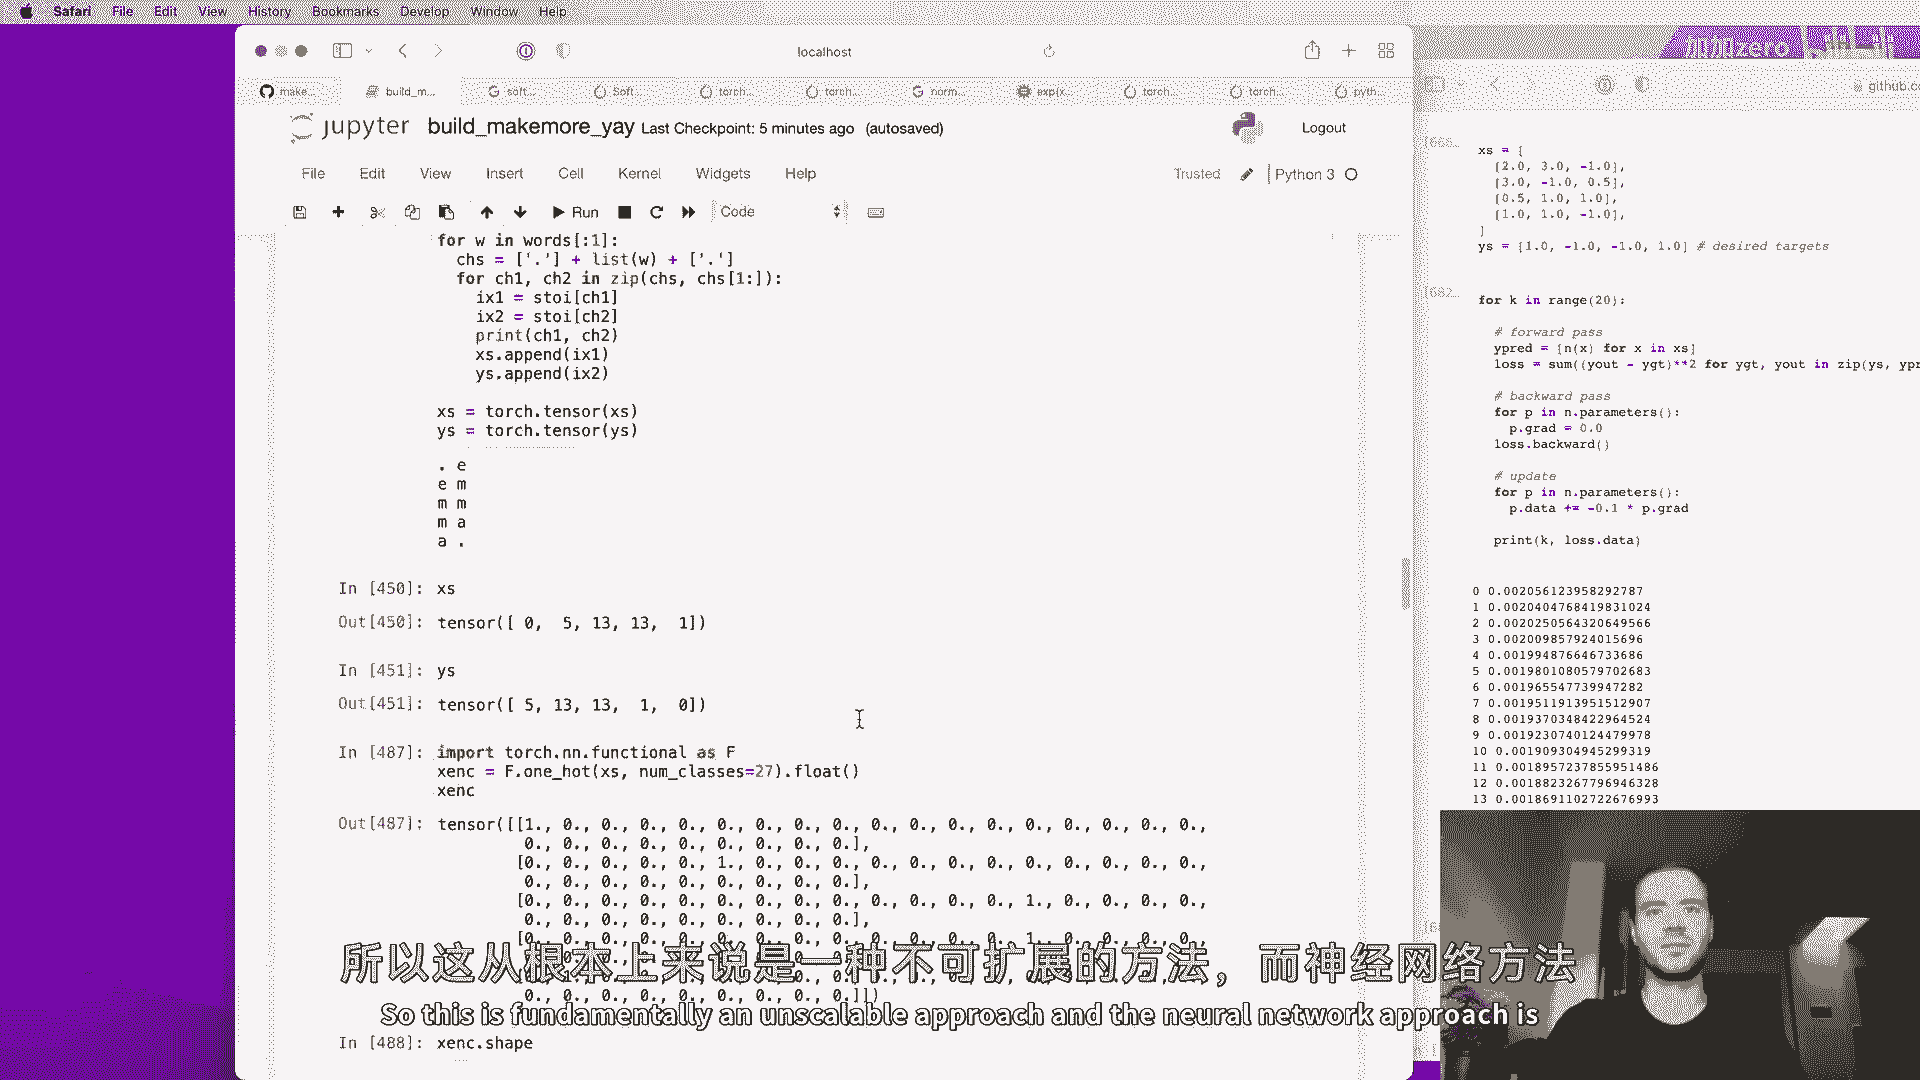 Safari File Edit View History Bookmarks Develop Window Help
localhost
加加zero
make... build_m... soft... Soft... torch... torch... norm... exp(x... torch... torch... pyth...
jupyter build_makemore_yay Last Checkpoint: 5 minutes ago (autosaved)
Logout
File Edit View Insert Cell Kernel Widgets Help
Trusted Python 3
Run Code
for w in words[:1]:
chs = ['.'] + list(w) + ['.']
for ch1, ch2 in zip(chs, chs[1:]):
ix1 = stoi[ch1]
ix2 = stoi[ch2]
print(ch1, ch2)
xs.append(ix1)
ys.append(ix2)
xs = torch.tensor(xs)
ys = torch.tensor(ys)
. e
e m
m m
m a
a .
In [450]: xs
Out[450]: tensor([ 0, 5, 13, 13, 1])
In [451]: ys
Out[451]: tensor([ 5, 13, 13, 1, 0])
In [487]: import torch.nn.functional as F
xenc = F.one_hot(xs, num_classes=27).float()
xenc
Out[487]: tensor([[1., 0., 0., 0., 0., 0., 0., 0., 0., 0., 0., 0., 0., 0., 0., 0., 0., 0.,
0., 0., 0., 0., 0., 0., 0., 0., 0.],
[0., 0., 0., 0., 0., 1., 0., 0., 0., 0., 0., 0., 0., 0., 0., 0., 0., 0.,
0., 0., 0., 0., 0., 0., 0., 0., 0.],
[0., 0., 0., 0., 0., 0., 0., 0., 0., 0., 0., 0., 0., 1., 0., 0., 0., 0.,
0., 0., 0., 0., 0., 0., 0., 0., 0.],
所以这从根本上来说是一种不可扩展的方法，而神经网络方法
0., 0., 0., 0., 0., 0., 0., 0., 0.]])
So this is fundamentally an unscalable approach and the neural network approach is
In [488]: xenc.shape
github.co
[668...
xs = [
[2.0, 3.0, -1.0],
[3.0, -1.0, 0.5],
[0.5, 1.0, 1.0],
[1.0, 1.0, -1.0],
]
ys = [1.0, -1.0, -1.0, 1.0] # desired targets
[682...
for k in range(20):
# forward pass
ypred = [n(x) for x in xs]
loss = sum((yout - ygt)**2 for ygt, yout in zip(ys, ypr
# backward pass
for p in n.parameters():
p.grad = 0.0
loss.backward()
# update
for p in n.parameters():
p.data += -0.1 * p.grad
print(k, loss.data)
0 0.002056123958292787
1 0.0020404768419831024
2 0.0020250564320649566
3 0.002009857924015696
4 0.001994876646733686
5 0.0019801080579702683
6 0.001965547739947282
7 0.0019511913951512907
8 0.0019370348422964524
9 0.0019230740124479978
10 0.001909304945299319
11 0.0018957237855951486
12 0.0018823267796946328
13 0.0018691102722676993